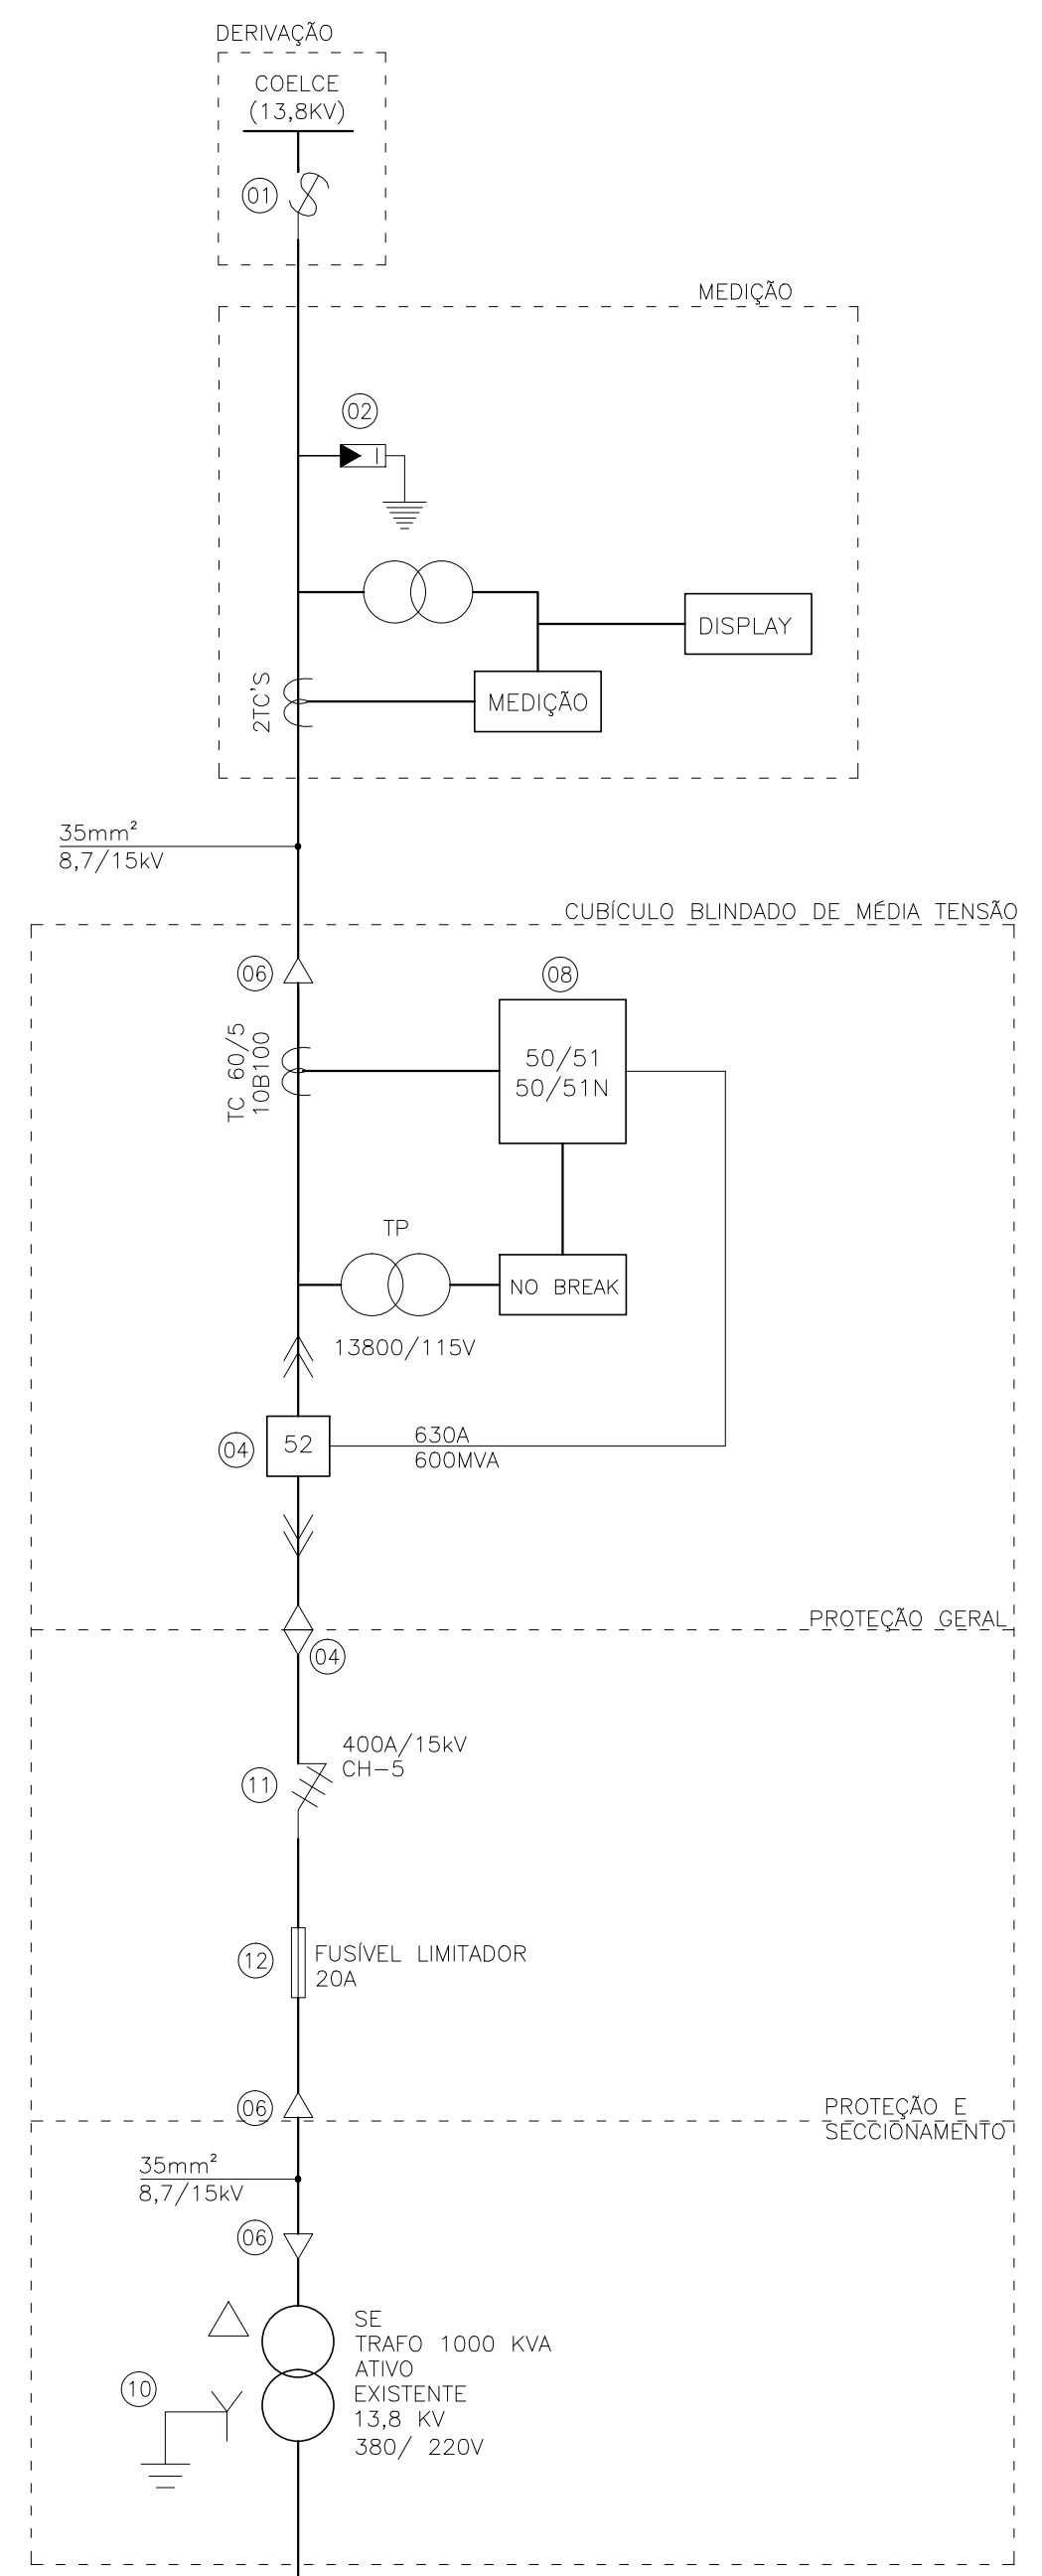 DERIVAÇÃO
COELCE
(13,8KV)
01
MEDIÇÃO
02
DISPLAY
2TC'S
MEDIÇÃO
35mm²
8,7/15kV
CUBÍCULO BLINDADO DE MÉDIA TENSÃO
06
08
TC 60/5
10B100
50/51
50/51N
TP
NO BREAK
13800/115V
04
52
630A
600MVA
PROTEÇÃO GERAL
04
400A/15kV
CH-5
11
12
FUSÍVEL LIMITADOR
20A
06
PROTEÇÃO E
SECCIONAMENTO
35mm²
8,7/15kV
06
SE
TRAFO 1000 KVA
ATIVO
EXISTENTE
13,8 KV
380/ 220V
10